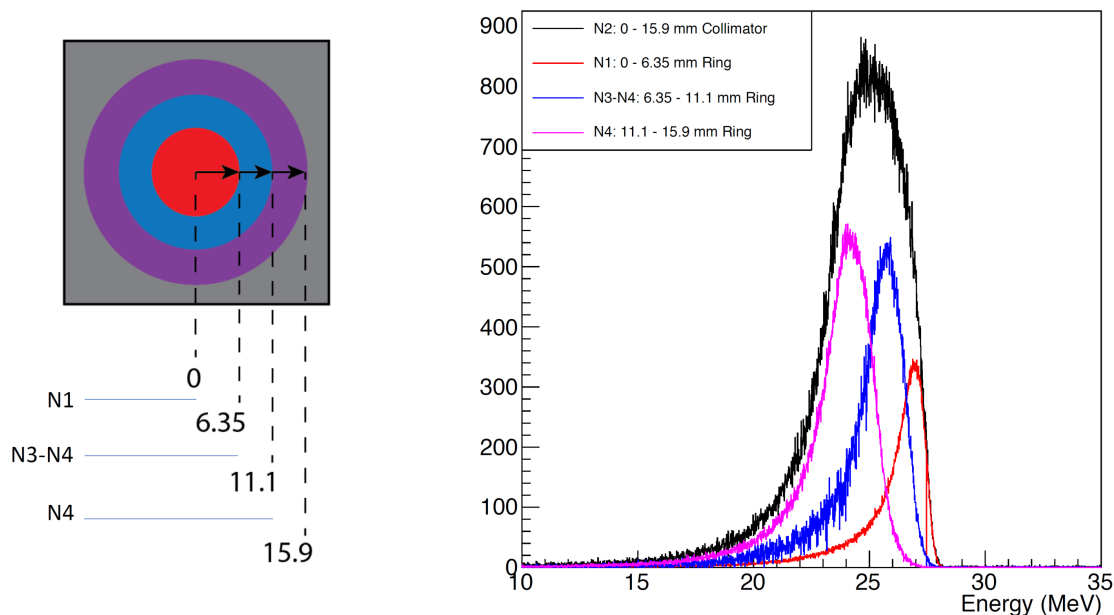 0
N1
6.35
N3-N4
11.1
N4
15.9
N2: 0 - 15.9 mm Collimator
N1: 0 - 6.35 mm Ring
N3-N4: 6.35 - 11.1 mm Ring
N4: 11.1 - 15.9 mm Ring
900
800
700
600
500
400
300
200
100
0
10 15 20 25 30 35
Energy (MeV)